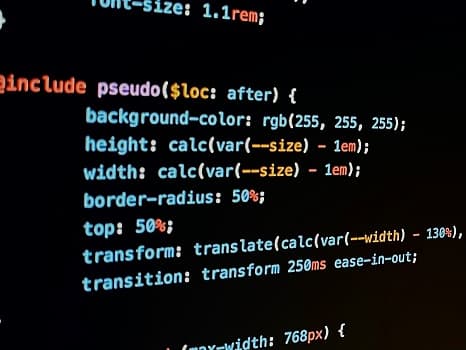 font-size: 1.1rem;
}
@include pseudo($loc: after) {
background-color: rgb(255, 255, 255);
height: calc(var(--size) - 1em);
width: calc(var(--size) - 1em);
border-radius: 50%;
top: 50%;
transform: translate(calc(var(--width) - 130%),
transition: transform 250ms ease-in-out;
(max-width: 768px) {